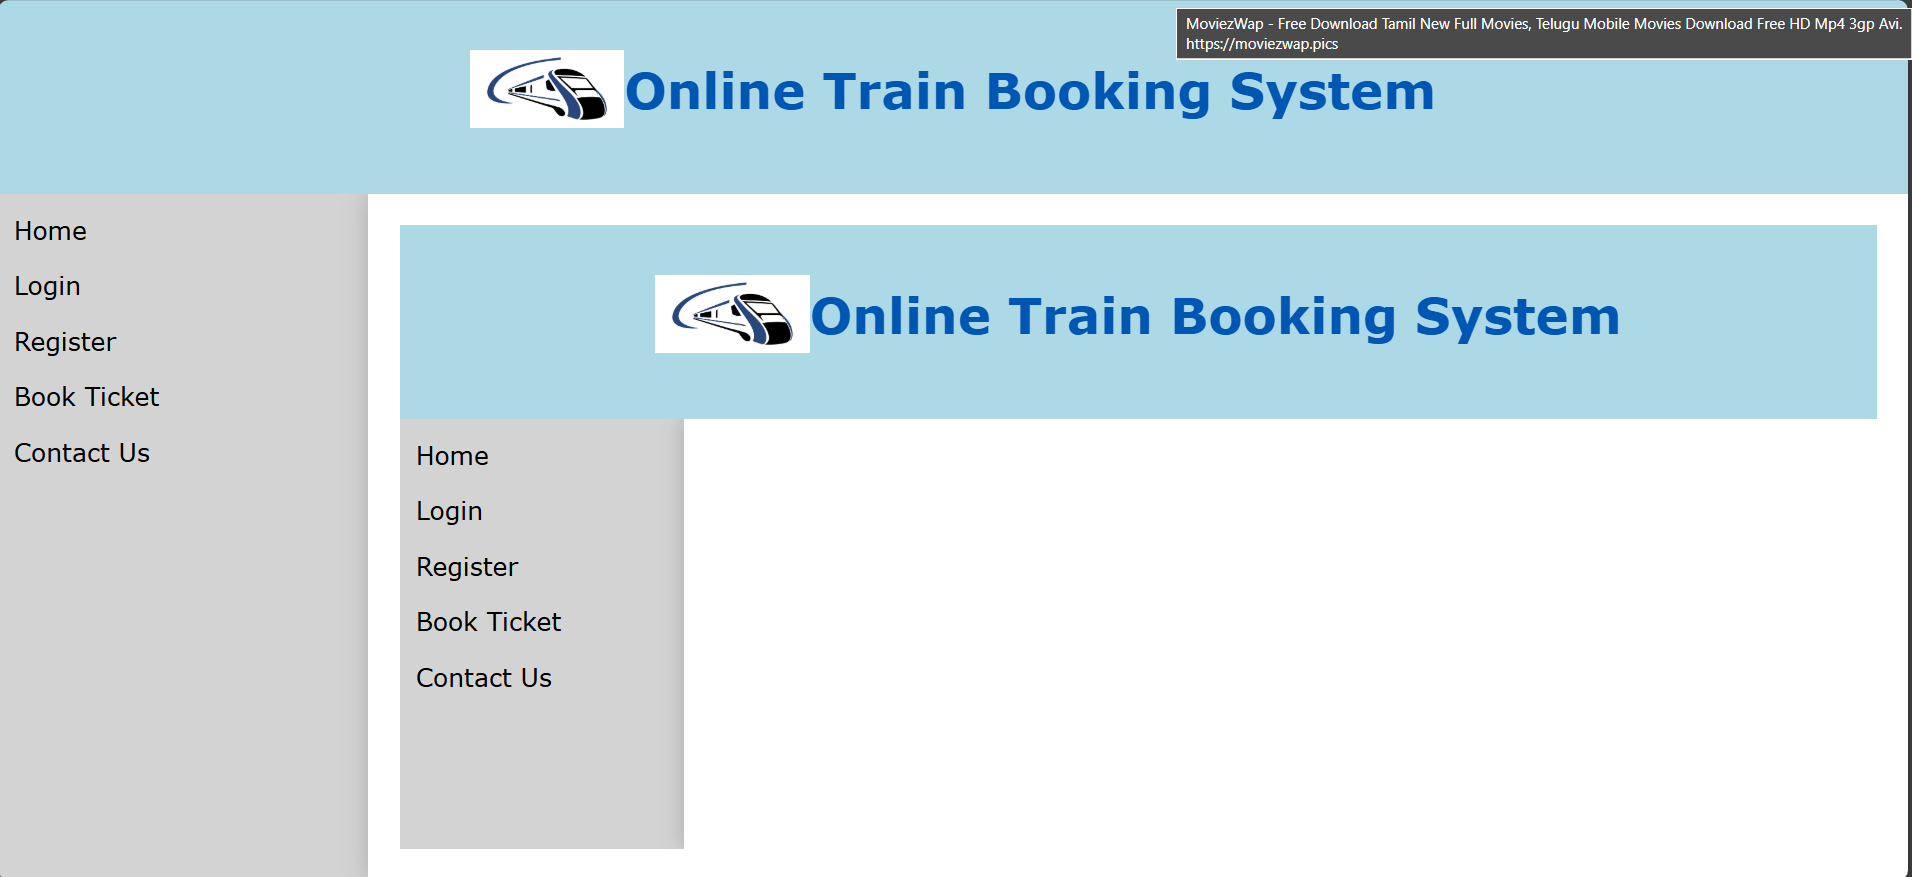 MoviezWap - Free Download Tamil New Full Movies, Telugu Mobile Movies Download Free HD Mp4 3gp Avi.
https://moviezwap.pics
Online Train Booking System
Home
Login
Register
Book Ticket
Contact Us
Online Train Booking System
Home
Login
Register
Book Ticket
Contact Us